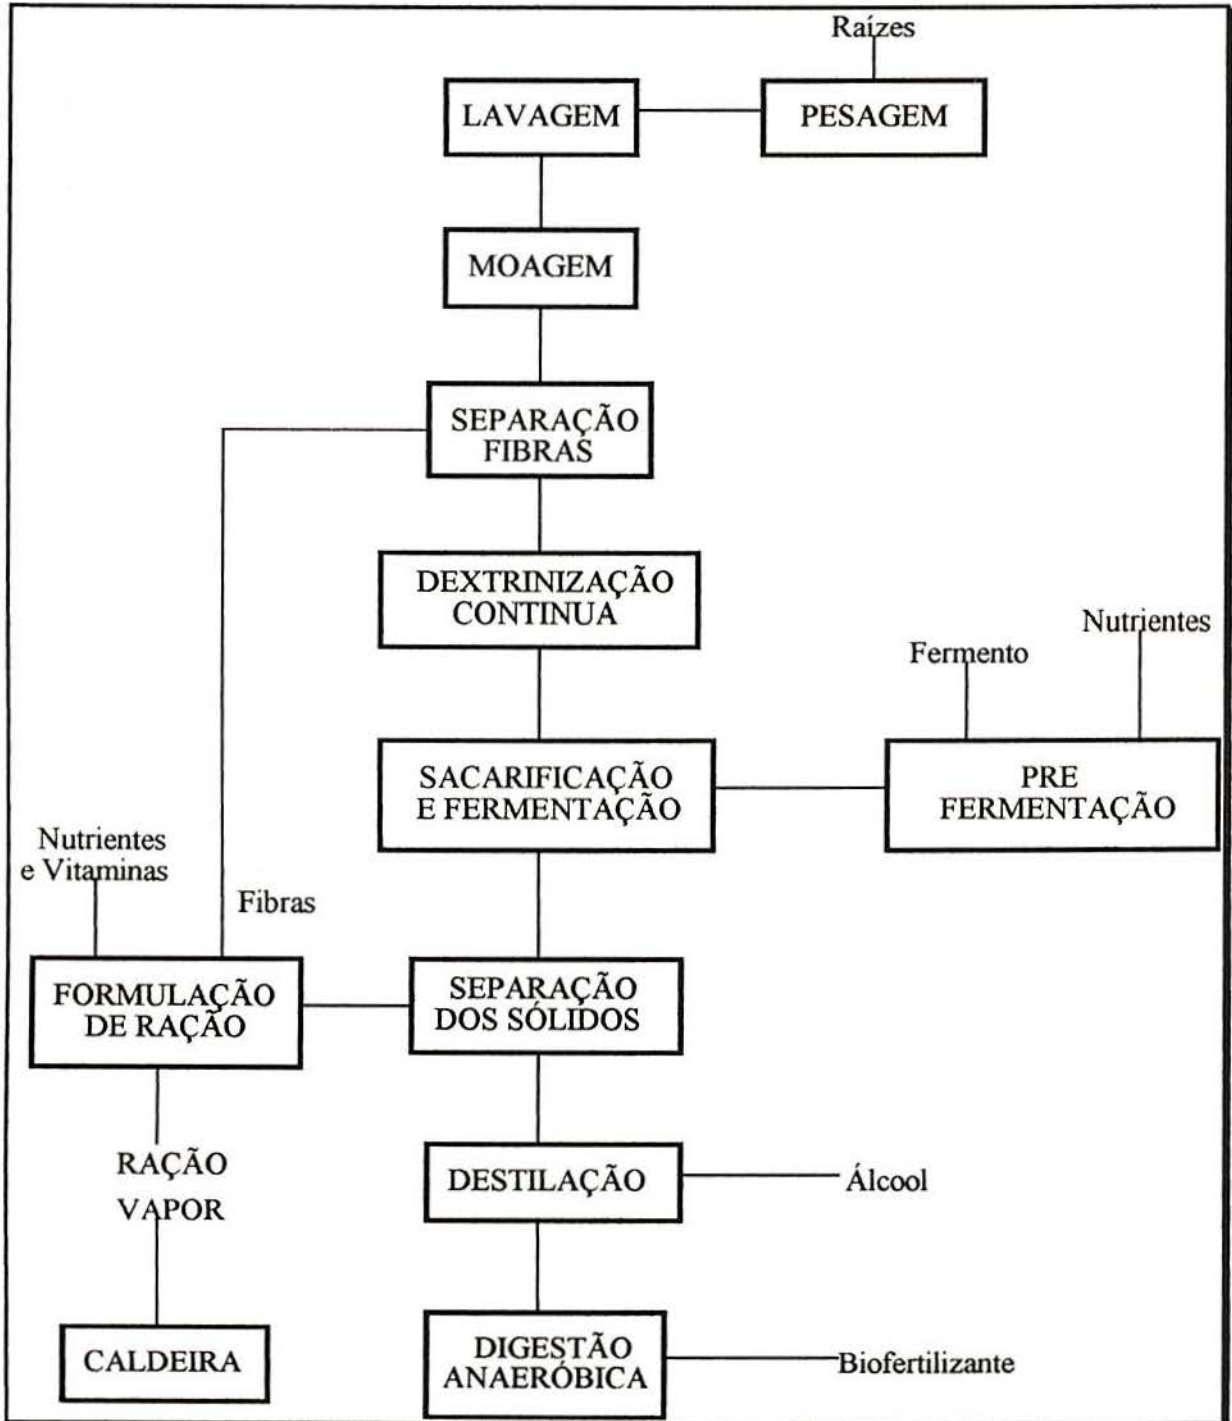 Raízes
LAVAGEM
PESAGEM
MOAGEM
SEPARAÇÃO
FIBRAS
DEXTRINIZAÇÃO
CONTINUA
Nutrientes
Fermento
SACARIFICAÇÃO
E FERMENTAÇÃO
PRE
FERMENTAÇÃO
Nutrientes
e Vitaminas
Fibras
FORMULAÇÃO
DE RAÇÃO
SEPARAÇÃO
DOS SÓLIDOS
RAÇÃO
VAPOR
DESTILAÇÃO
Álcool
CALDEIRA
DIGESTÃO
ANAERÓBICA
Biofertilizante